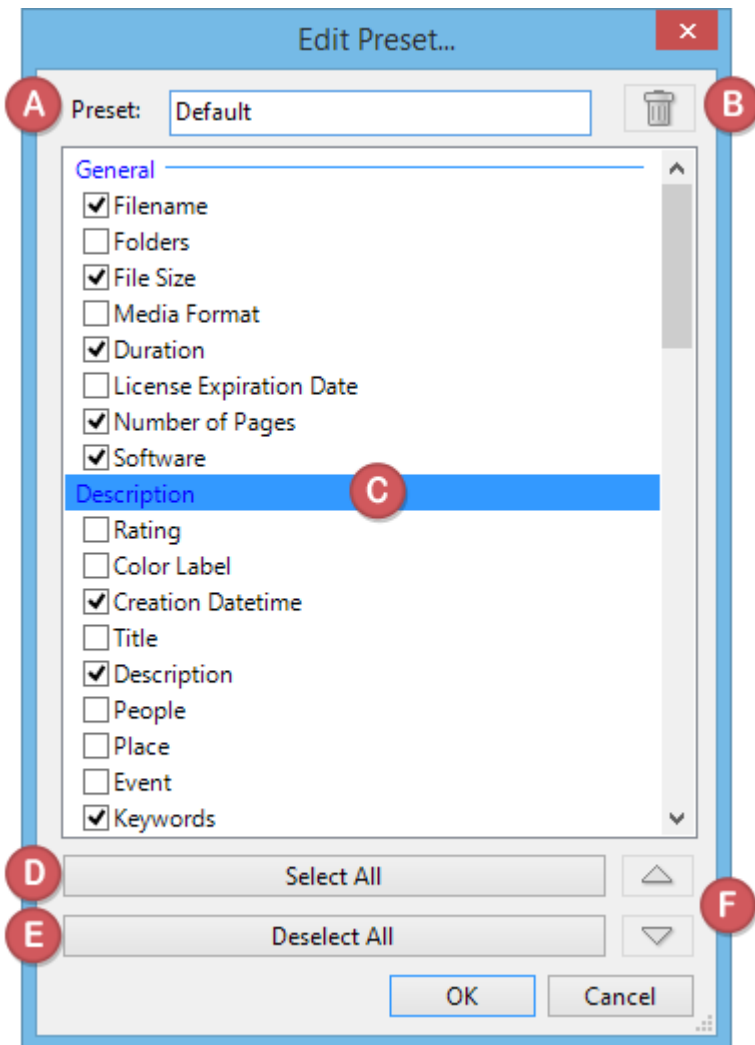 Edit Preset...
A Preset: Default B
General
Filename
Folders
File Size
Media Format
Duration
License Expiration Date
Number of Pages
Software
Description C
Rating
Color Label
Creation Datetime
Title
Description
People
Place
Event
Keywords
D Select All
F
E Deselect All
OK Cancel